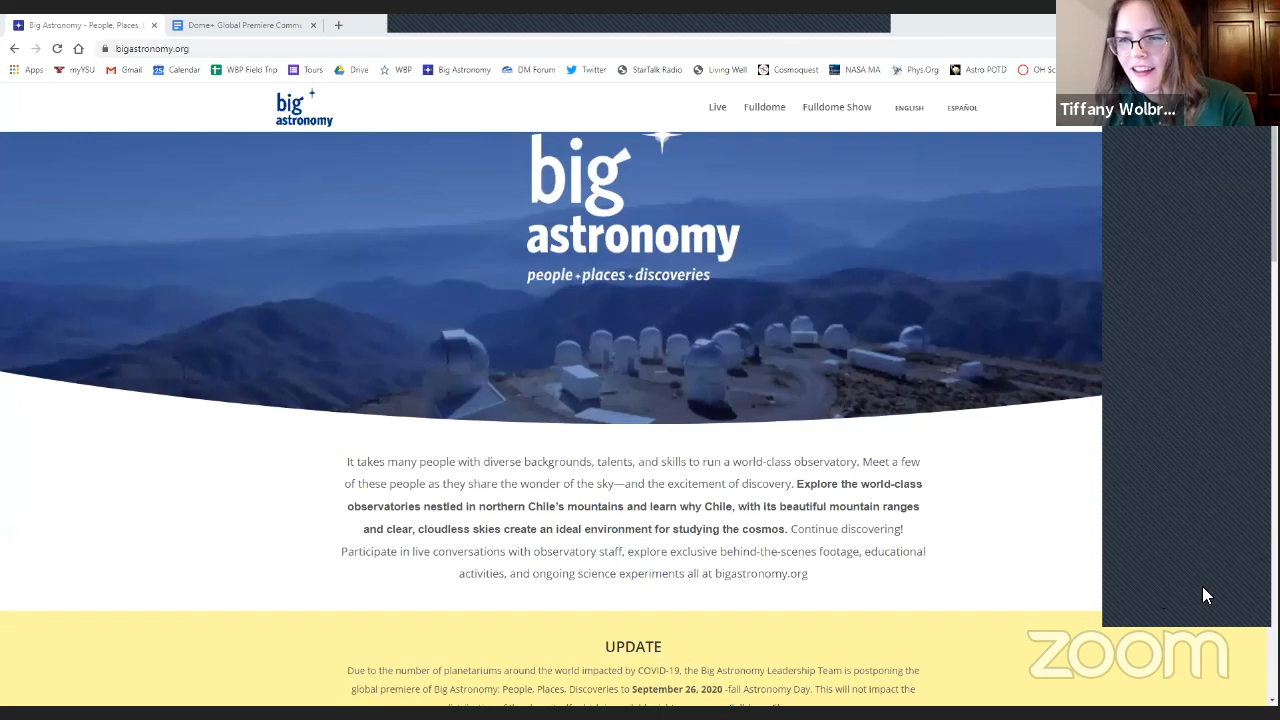 Big Astronomy - People, Places,
Dome+ Global Premiere Commu
bigastronomy.org
Apps
myYSU
Gmail
Calendar
WBP Field Trip
Tours
Drive
WBP
Big Astronomy
DM Forum
Twitter
StarTalk Radio
Living Well
Cosmoquest
NASA MA
Phys.Org
Astro POTD
OH Sc
Tiffany Wolbr...
big
astronomy
Live
Fulldome
Fulldome Show
ENGLISH
ESPAÑOL
big
astronomy
people + places + discoveries
It takes many people with diverse backgrounds, talents, and skills to run a world-class observatory. Meet a few
of these people as they share the wonder of the sky—and the excitement of discovery. Explore the world-class
observatories nestled in northern Chile's mountains and learn why Chile, with its beautiful mountain ranges
and clear, cloudless skies create an ideal environment for studying the cosmos. Continue discovering!
Participate in live conversations with observatory staff, explore exclusive behind-the-scenes footage, educational
activities, and ongoing science experiments all at bigastronomy.org
UPDATE
Due to the number of planetariums around the world impacted by COVID-19, the Big Astronomy Leadership Team is postponing the
global premiere of Big Astronomy: People, Places, Discoveries to September 26, 2020 -fall Astronomy Day. This will not impact the
zoom